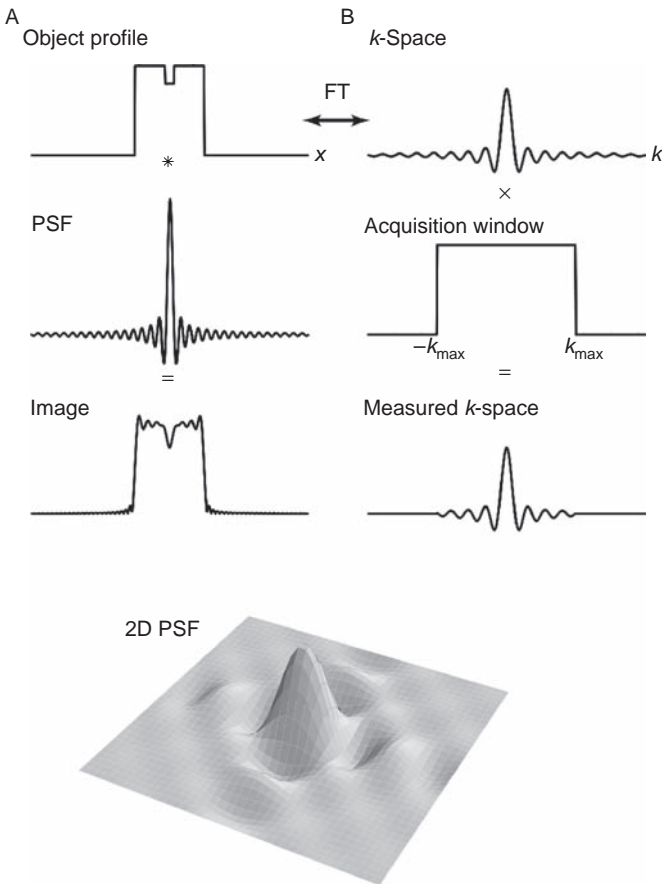 A
Object profile
x
*
PSF
=
Image
FT
B
k-Space
k
×
Acquisition window
−kmax
kmax
=
Measured k-space
2D PSF